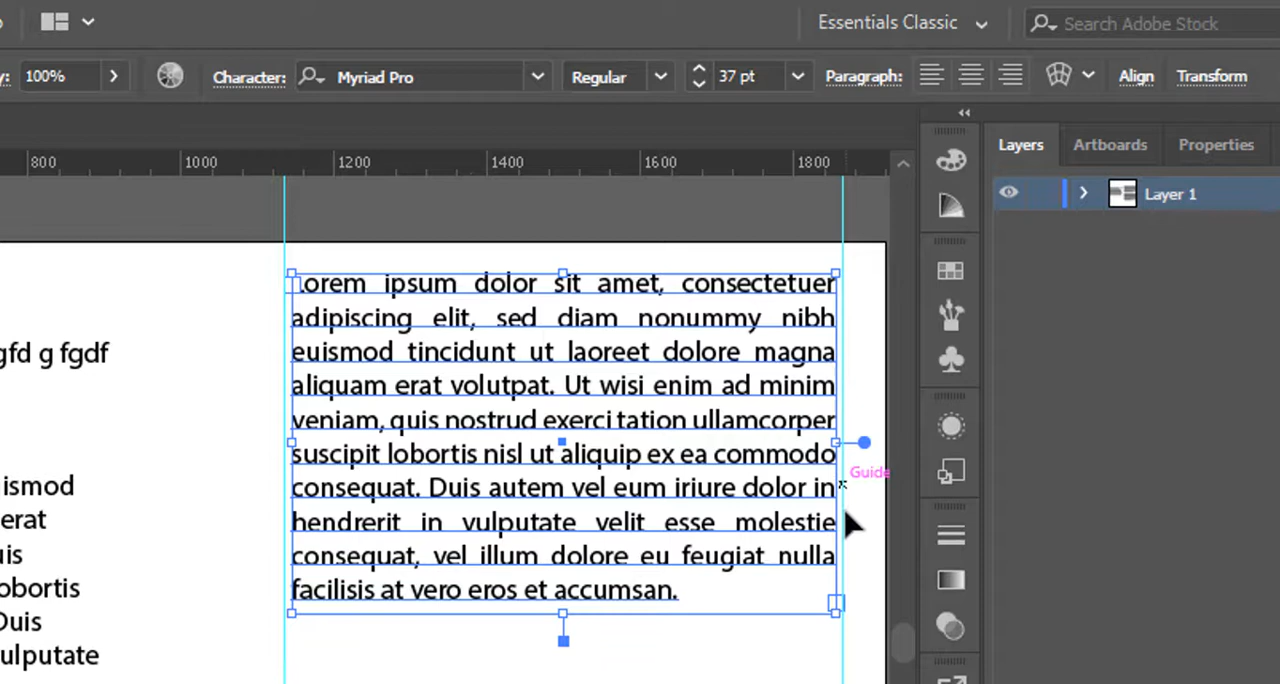 Essentials Classic
Search Adobe Stock
y: 100%
Character: Myriad Pro Regular 37 pt Paragraph: Align Transform
Layers Artboards Properties
800 1000 1200 1400 1600 1800
Layer 1
Lorem ipsum dolor sit amet, consectetuer
adipiscing elit, sed diam nonummy nibh
euismod tincidunt ut laoreet dolore magna
aliquam erat volutpat. Ut wisi enim ad minim
veniam, quis nostrud exerci tation ullamcorper
suscipit lobortis nisl ut aliquip ex ea commodo
consequat. Duis autem vel eum iriure dolor in
hendrerit in vulputate velit esse molestie
consequat, vel illum dolore eu feugiat nulla
facilisis at vero eros et accumsan.
Guide
gfd g fgdf
ismod
erat
uis
obortis
Duis
ulputate